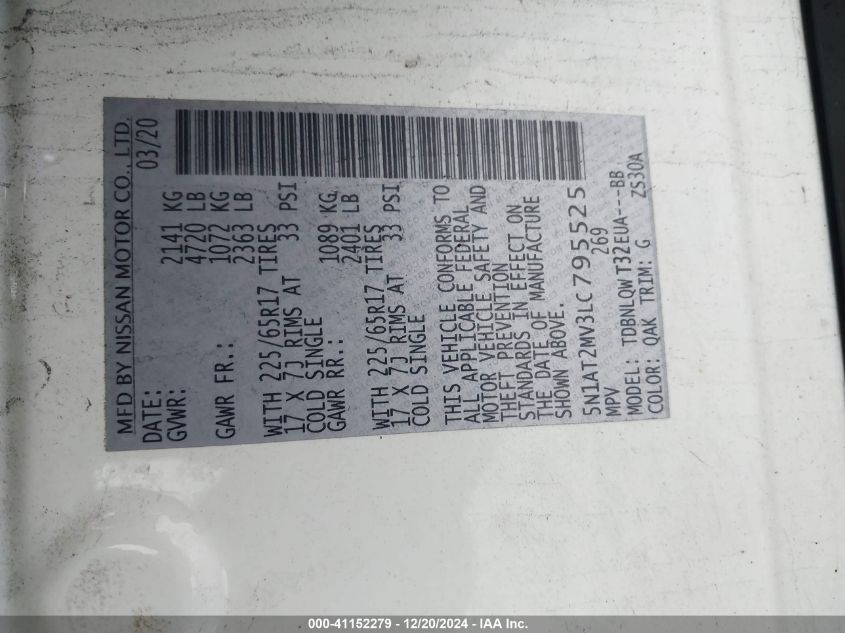 MFD BY NISSAN MOTOR CO., LTD.
DATE: 03/20
GVWR: 2141 KG
4720 LB
GAWR FR.: 1072 KG
2363 LB
WITH 225/65R17 TIRES
17 X 7J RIMS AT 33 PSI
COLD SINGLE
GAWR RR.: 1089 KG
2401 LB
WITH 225/65R17 TIRES
17 X 7J RIMS AT 33 PSI
COLD SINGLE
THIS VEHICLE CONFORMS TO
ALL APPLICABLE FEDERAL
MOTOR VEHICLE SAFETY AND
THEFT PREVENTION
STANDARDS IN EFFECT ON
THE DATE OF MANUFACTURE
SHOWN ABOVE.
5N1AT2MV3LC795525
MPV 269
MODEL: TDBNLQWT32EUA---BB
COLOR: QAK TRIM: G ZS30A
000-41152279 - 12/20/2024 - IAA Inc.